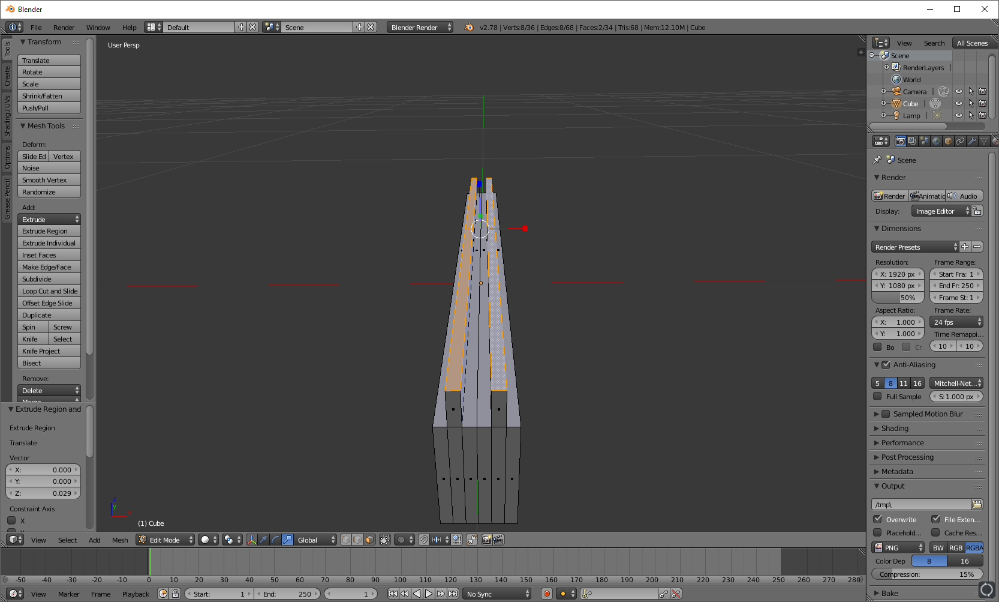 Blender
File Render Window Help Default Scene Blender Render v2.78 | Verts:8/36 | Edges:8/68 | Faces:2/34 | Tris:68 | Mem:12.10M | Cube
Tools
Create
Shading / UVs
Options
Grease Pencil
Transform
Translate
Rotate
Scale
Shrink/Fatten
Push/Pull
Mesh Tools
Deform:
Slide Ed Vertex
Noise
Smooth Vertex
Randomize
Add:
Extrude
Extrude Region
Extrude Individual
Inset Faces
Make Edge/Face
Subdivide
Loop Cut and Slide
Offset Edge Slide
Duplicate
Spin Screw
Knife Select
Knife Project
Bisect
Remove:
Delete
Merge
Extrude Region and
Extrude Region
Translate
Vector
X: 0.000
Y: 0.000
Z: 0.029
Constraint Axis
X
User Persp
z
y
x
(1) Cube
View Select Add Mesh Edit Mode Global
-50 -40 -30 -20 -10 0 10 20 30 40 50 60 70 80 90 100 110 120 130 140 150 160 170 180 190 200 210 220 230 240 250 260 270 280
View Marker Frame Playback Start: 1 End: 250 1 No Sync
View Search All Scenes
Scene
RenderLayers
World
Camera
Cube
Lamp
Scene
Render
Render Animatic Audio
Display: Image Editor
Dimensions
Render Presets
Resolution: Frame Range:
X: 1920 px Start Fra: 1
Y: 1080 px End Fr: 250
50% Frame St: 1
Aspect Ratio: Frame Rate:
X: 1.000 24 fps
Y: 1.000 Time Remappi...
Bo Cr 10 10
Anti-Aliasing
5 8 11 16 Mitchell-Net...
Full Sample S: 1.000 px
Sampled Motion Blur
Shading
Performance
Post Processing
Metadata
Output
/tmp\
Overwrite File Exten...
Placehold... Cache Res...
PNG BW RGB RGBA
Color Dep 8 16
Compression: 15%
Bake